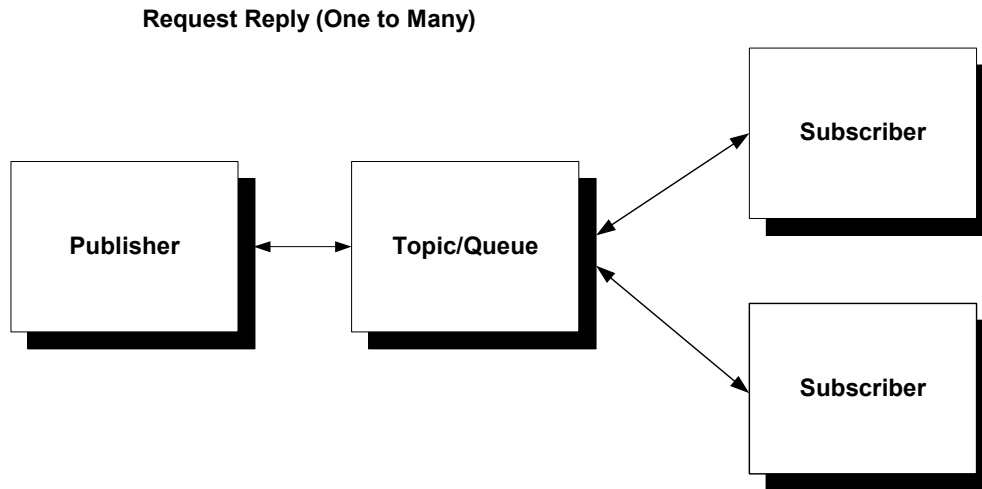 Request Reply (One to Many)
Subscriber
Publisher
Topic/Queue
Subscriber